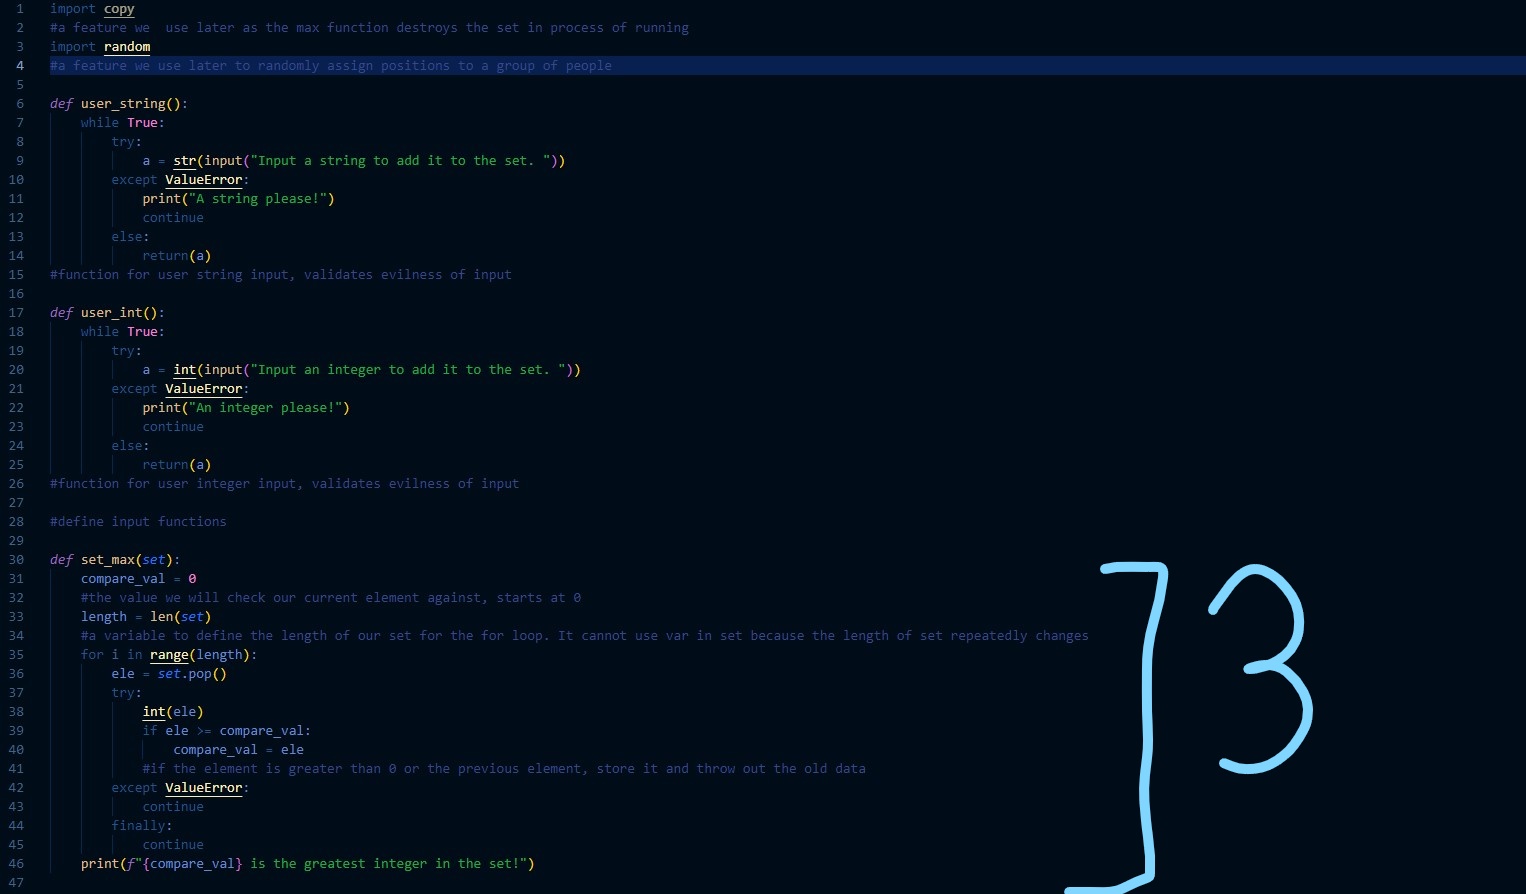 1 import copy
2 #a feature we  use later as the max function destroys the set in process of running
3 import random
4 #a feature we use later to randomly assign positions to a group of people
5
6 def user_string():
7     while True:
8         try:
9             a = str(input("Input a string to add it to the set. "))
10         except ValueError:
11             print("A string please!")
12             continue
13         else:
14             return(a)
15 #function for user string input, validates evilness of input
16
17 def user_int():
18     while True:
19         try:
20             a = int(input("Input an integer to add it to the set. "))
21         except ValueError:
22             print("An integer please!")
23             continue
24         else:
25             return(a)
26 #function for user integer input, validates evilness of input
27
28 #define input functions
29
30 def set_max(set):
31     compare_val = 0
32     #the value we will check our current element against, starts at 0
33     length = len(set)
34     #a variable to define the length of our set for the for loop. It cannot use var in set because the length of set repeatedly changes
35     for i in range(length):
36         ele = set.pop()
37         try:
38             int(ele)
39             if ele >= compare_val:
40                 compare_val = ele
41             #if the element is greater than 0 or the previous element, store it and throw out the old data
42         except ValueError:
43             continue
44         finally:
45             continue
46     print(f"{compare_val} is the greatest integer in the set!")
47
3